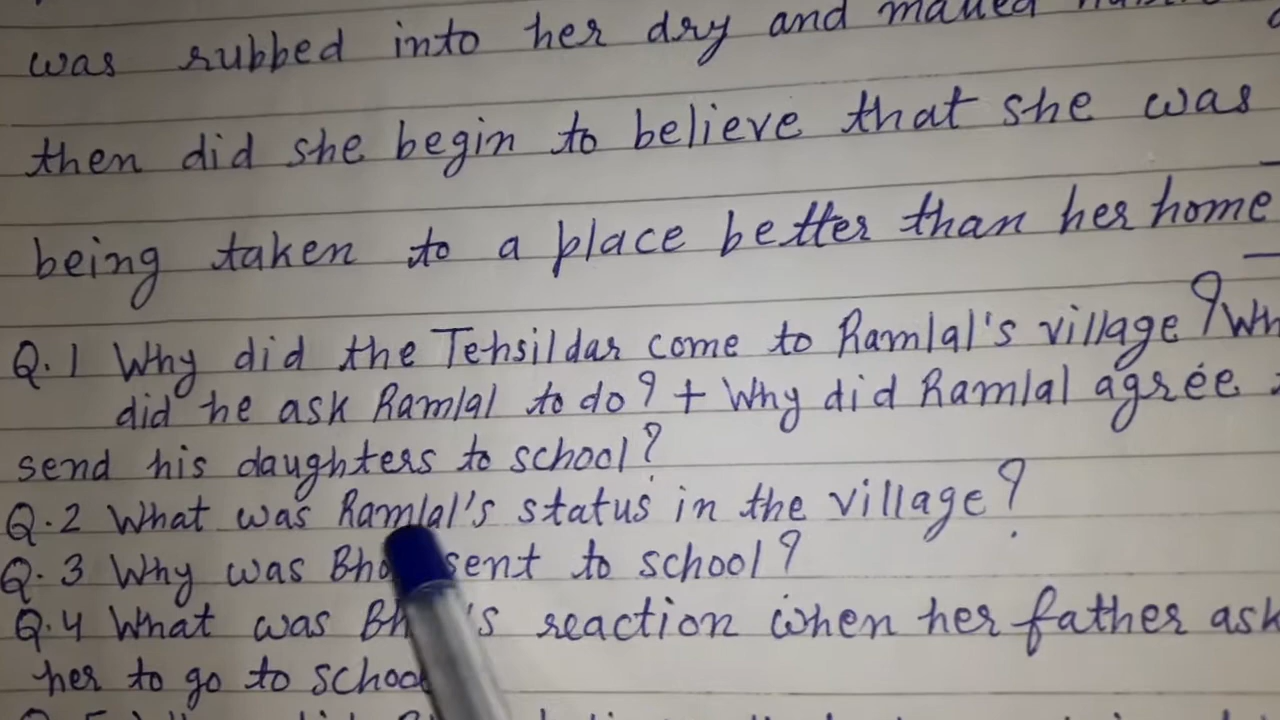 was rubbed into her dry and
then did she begin to believe that she was
being taken to a place better than her home
Q.1 Why did the Tehsildar come to Ramlal's village?
did he ask Ramlal to do? + Why did Ramlal agree
send his daughters to school?
Q.2 What was Ramlal's status in the village?
Q.3 Why was sent to school?
Q.4 What was reaction when her father ask
her to go to school